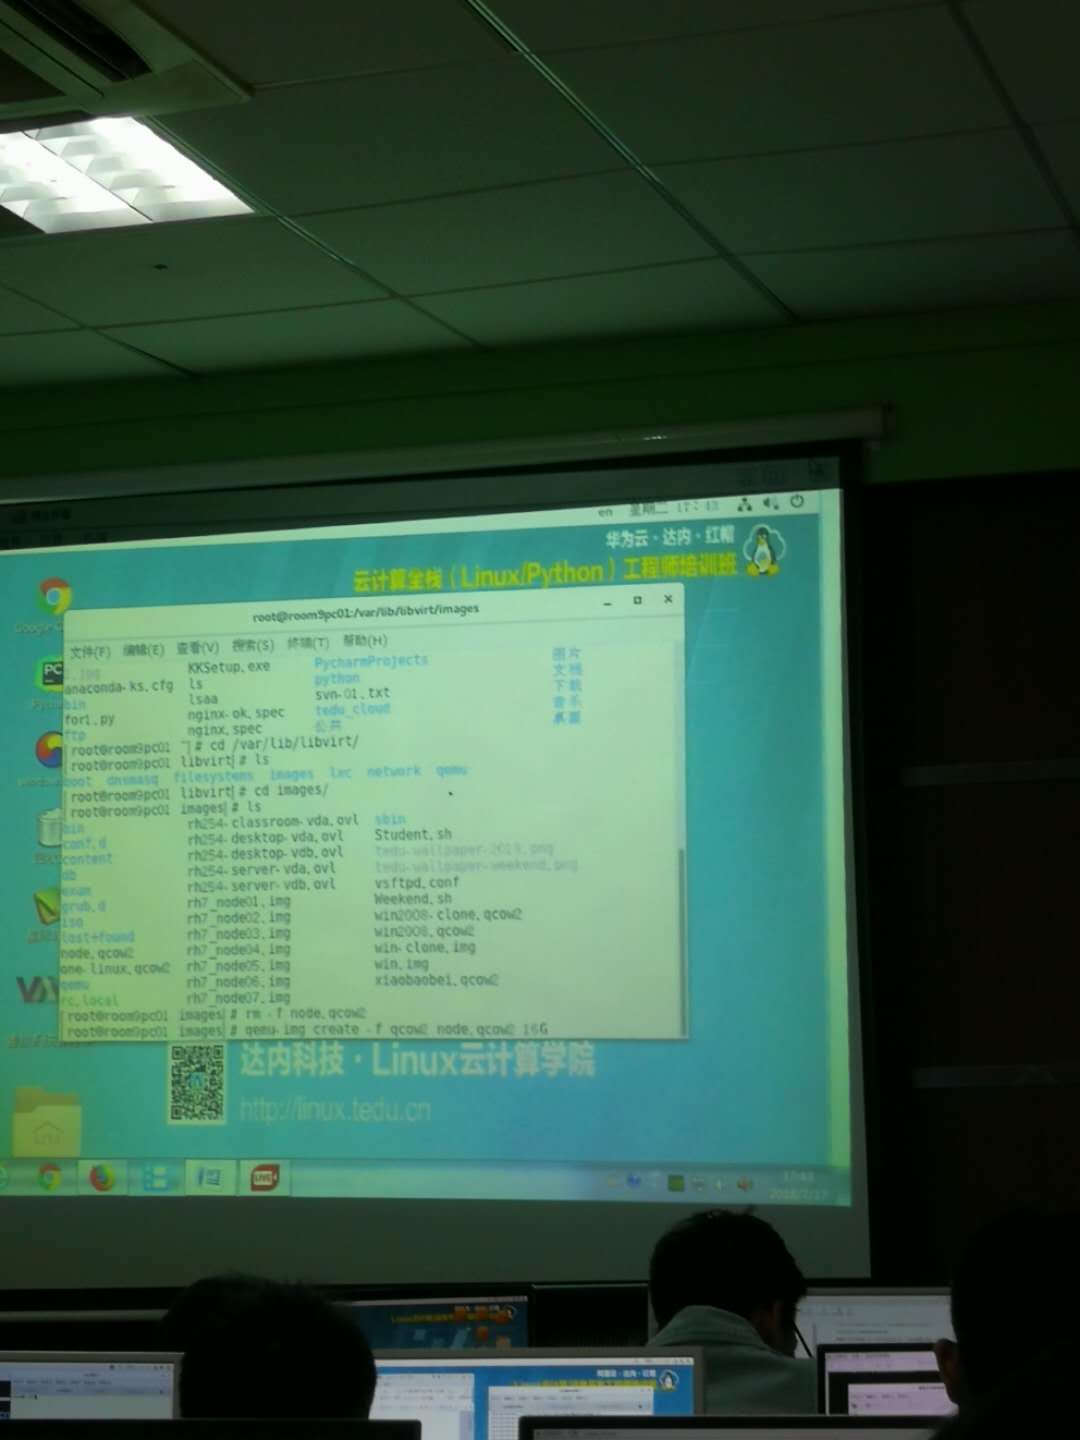 en 星期二 17:43
华为云·达内·红帽
云计算全栈（Linux/Python）工程师培训班
root@room9pc01:/var/lib/libvirt/images
文件(F) 编辑(E) 查看(V) 搜索(S) 终端(T) 帮助(H)
KKSetup.exe PycharmProjects 图片
anaconda-ks.cfg ls python 文档
bin lsaa svn-01.txt 下载
for1.py nginx-ok.spec tedu_cloud 音乐
ftp nginx.spec 公共 桌面
[root@room9pc01 ~]# cd /var/lib/libvirt/
[root@room9pc01 libvirt]# ls
boot dnsmasq filesystems images lxc network qemu
[root@room9pc01 libvirt]# cd images/
[root@room9pc01 images]# ls
bin rh254-classroom-vda.ovl sbin
conf.d rh254-desktop-vda.ovl Student.sh
content rh254-desktop-vdb.ovl tedu-wallpaper-2018.png
db rh254-server-vda.ovl tedu-wallpaper-weekend.png
exam rh254-server-vdb.ovl vsftpd.conf
grub.d rh7_node01.img Weekend.sh
iso rh7_node02.img win2008-clone.qcow2
lost+found rh7_node03.img win2008.qcow2
node.qcow2 rh7_node04.img win-clone.img
one-linux.qcow2 rh7_node05.img win.img
qemu rh7_node06.img xiaobaobei.qcow2
rc.local rh7_node07.img
[root@room9pc01 images]# rm -f node.qcow2
[root@room9pc01 images]# qemu-img create -f qcow2 node.qcow2 16G
达内科技·Linux云计算学院
http://linux.tedu.cn
17:43
2018/7/17